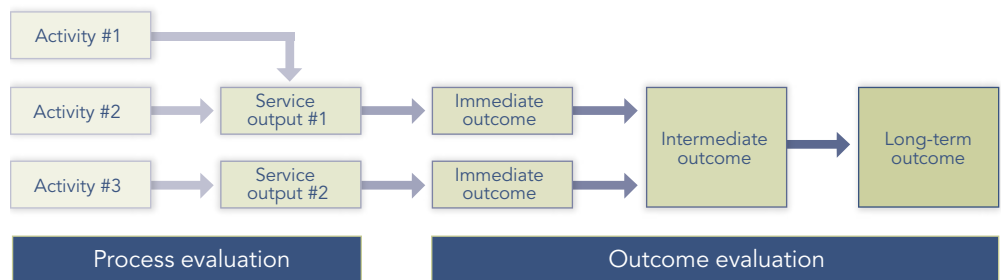 Activity #1
Activity #2
Service
output #1
Immediate
outcome
Intermediate
outcome
Long-term
outcome
Activity #3
Service
output #2
Immediate
outcome
Process evaluation
Outcome evaluation